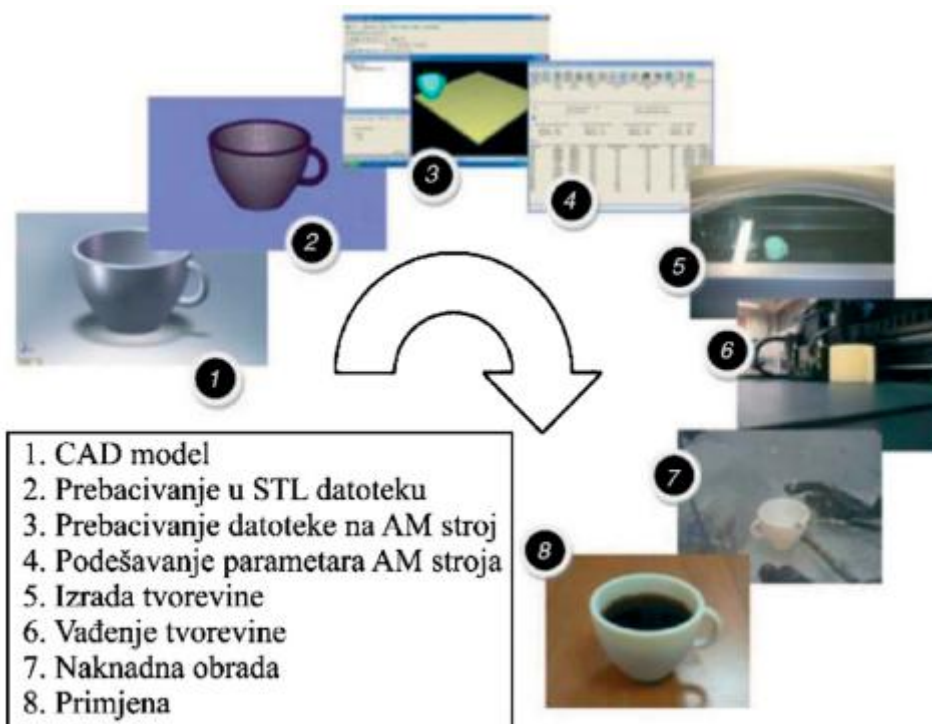 1
2
3
4
5
6
7
8
1. CAD model
2. Prebacivanje u STL datoteku
3. Prebacivanje datoteke na AM stroj
4. Podešavanje parametara AM stroja
5. Izrada tvorevine
6. Vađenje tvorevine
7. Naknadna obrada
8. Primjena